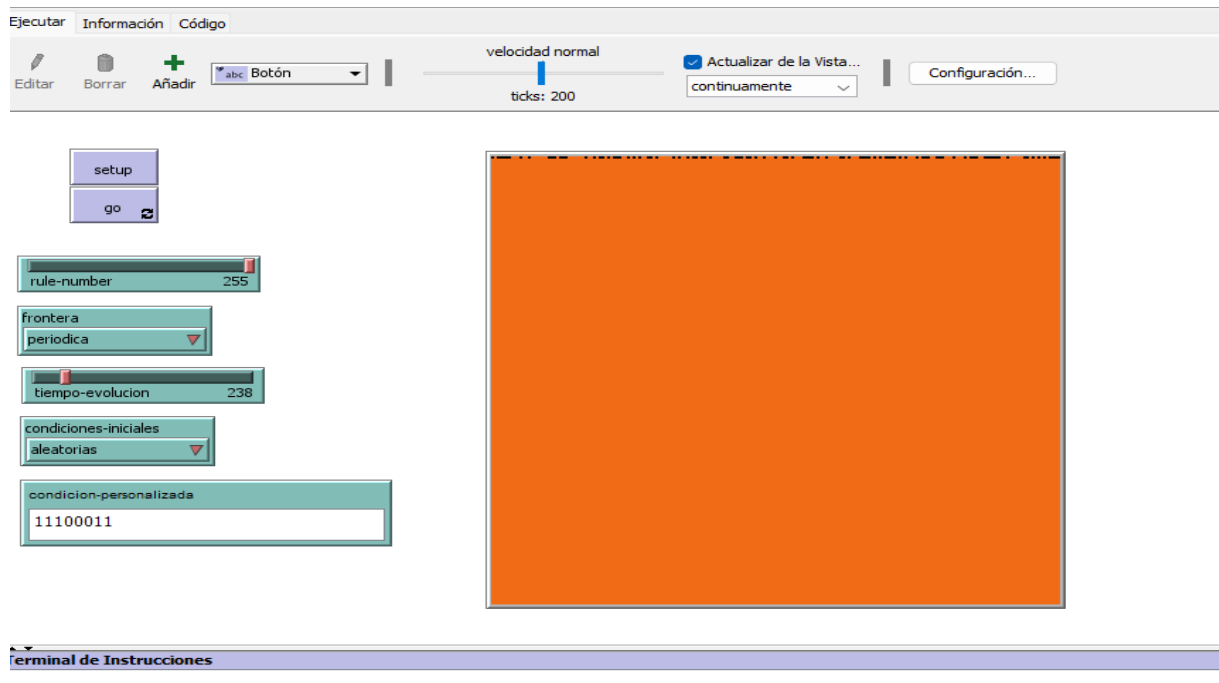 Ejecutar Información Código
Editar Borrar Añadir abc Botón
velocidad normal
ticks: 200
Actualizar de la Vista...
continuamente
Configuración...
setup
go
rule-number 255
frontera
periodica
tiempo-evolucion 238
condiciones-iniciales
aleatorias
condicion-personalizada
11100011
Terminal de Instrucciones